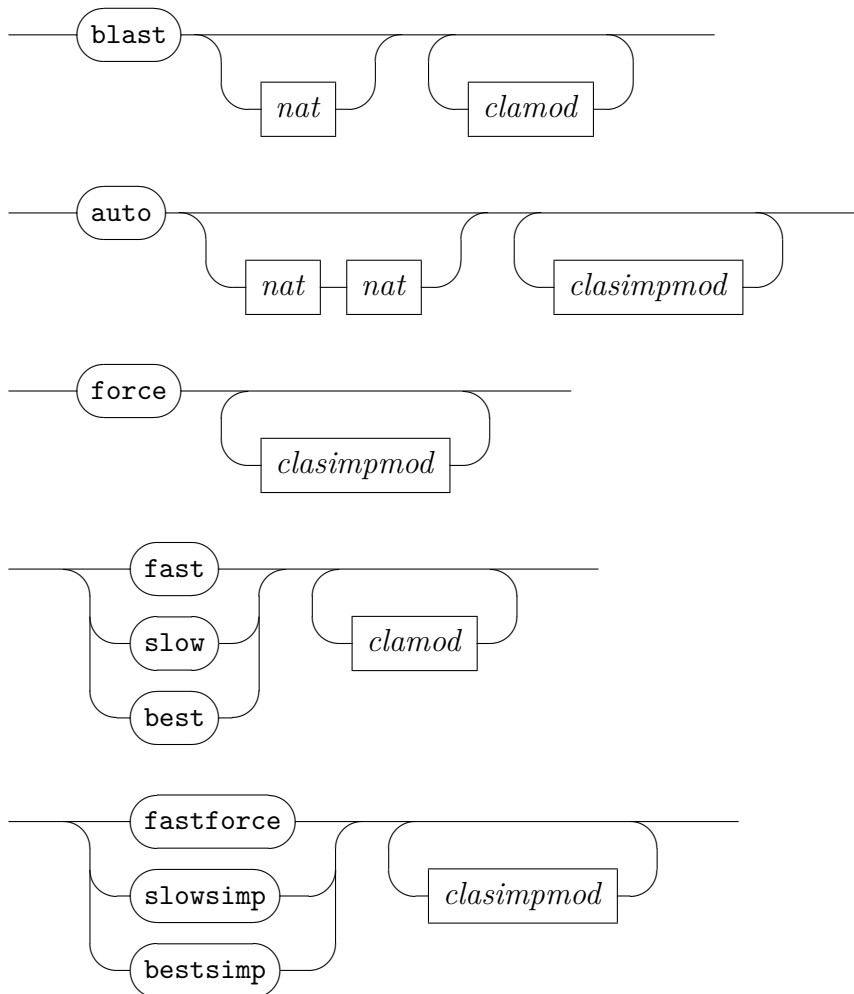 blast
nat
clamod
auto
nat nat
clasimpmod
force
clasimpmod
fast
slow
best
clamod
fastforce
slowsimp
bestsimp
clasimpmod